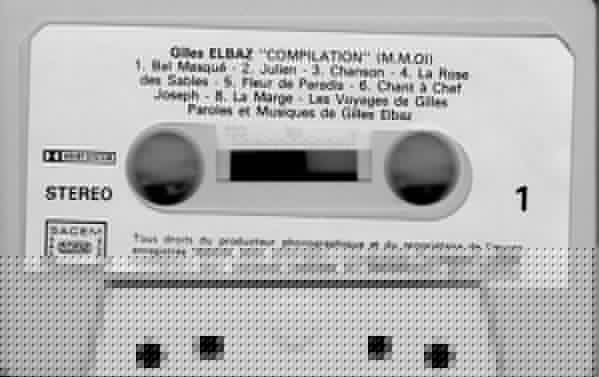 Gilles ELBAZ "COMPILATION" (M.M.OI)
1. Bal Masqué - 2. Julien - 3. Chanson - 4. La Rose
des Sables - 5. Fleur de Paradis - 6. Chant à Chef
Joseph - 8. La Marge - Les Voyages de Gilles
Paroles et Musiques de Gilles Elbaz
STEREO
1
SACEM
Tous droits du producteur phonographique et du propriétaire de l'œuvre
enregistrée